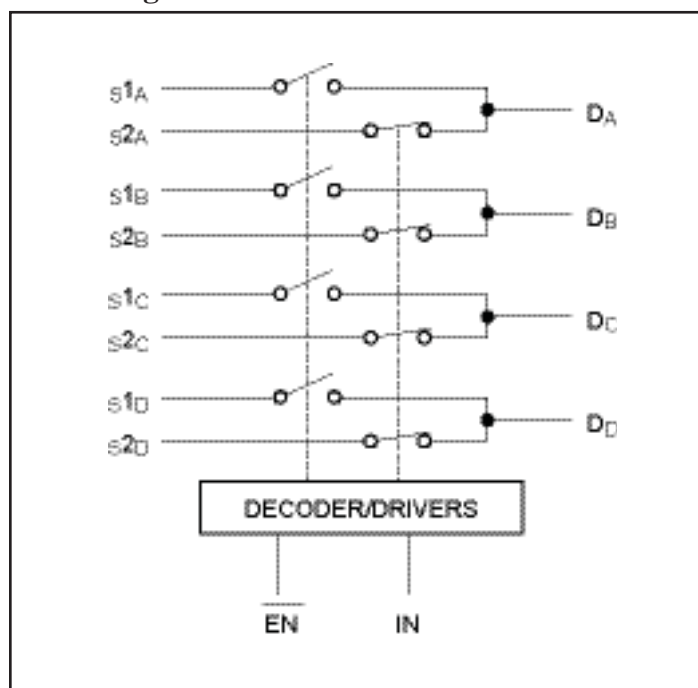 S1A
S2A
DA
S1B
S2B
DB
S1C
S2C
DC
S1D
S2D
DD
DECODER/DRIVERS
EN
IN